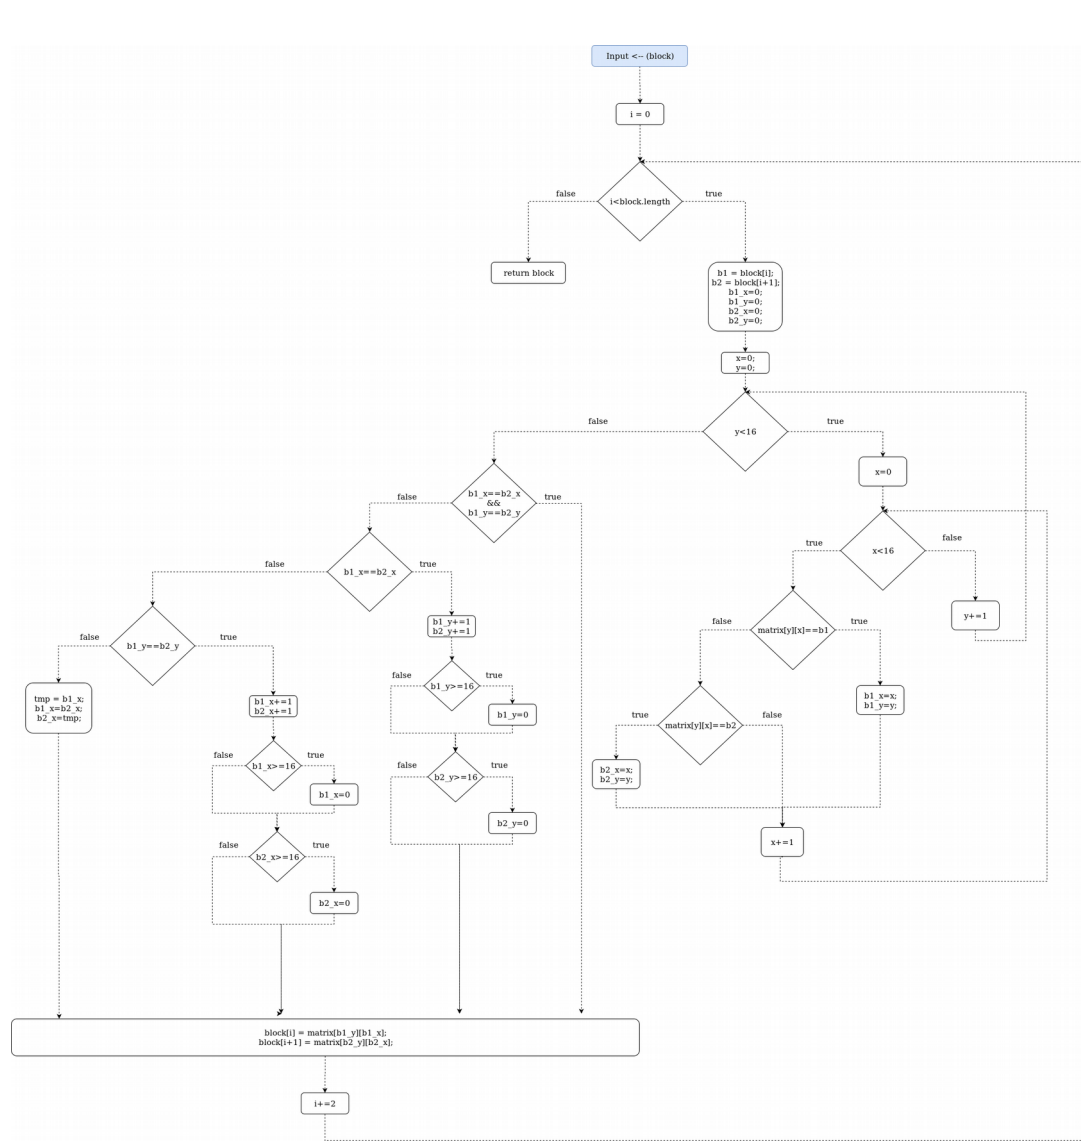 Input <-- (block)
i = 0
i<block.length
false
true
return block
b1 = block[i];
b2 = block[i+1];
b1_x=0;
b1_y=0;
b2_x=0;
b2_y=0;
x=0;
y=0;
y<16
false
true
x=0
x<16
true
false
y+=1
matrix[y][x]==b1
false
true
b1_x=x;
b1_y=y;
matrix[y][x]==b2
true
false
b2_x=x;
b2_y=y;
x+=1
b1_x==b2_x
&&
b1_y==b2_y
false
true
b1_x==b2_x
false
true
b1_y+=1
b2_y+=1
b1_y>=16
false
true
b1_y=0
b2_y>=16
false
true
b2_y=0
b1_y==b2_y
false
true
tmp = b1_x;
b1_x=b2_x;
b2_x=tmp;
b1_x+=1
b2_x+=1
b1_x>=16
false
true
b1_x=0
b2_x>=16
false
true
b2_x=0
block[i] = matrix[b1_y][b1_x];
block[i+1] = matrix[b2_y][b2_x];
i+=2